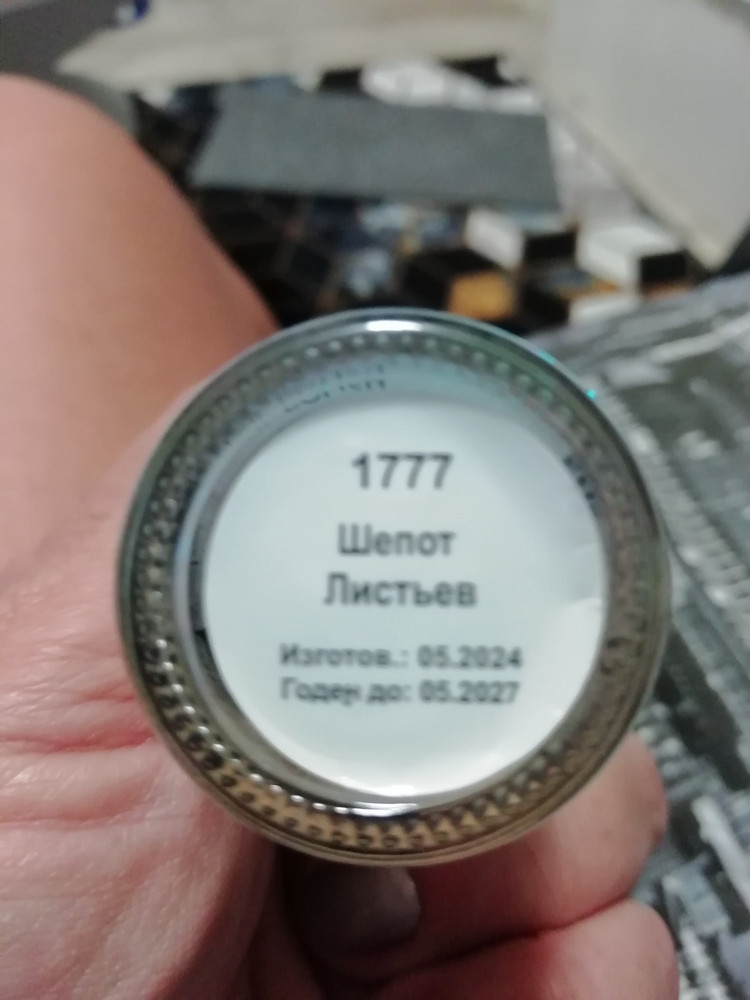 1777
Шепот
Листьев
Изготов.: 05.2024
Годен до: 05.2027